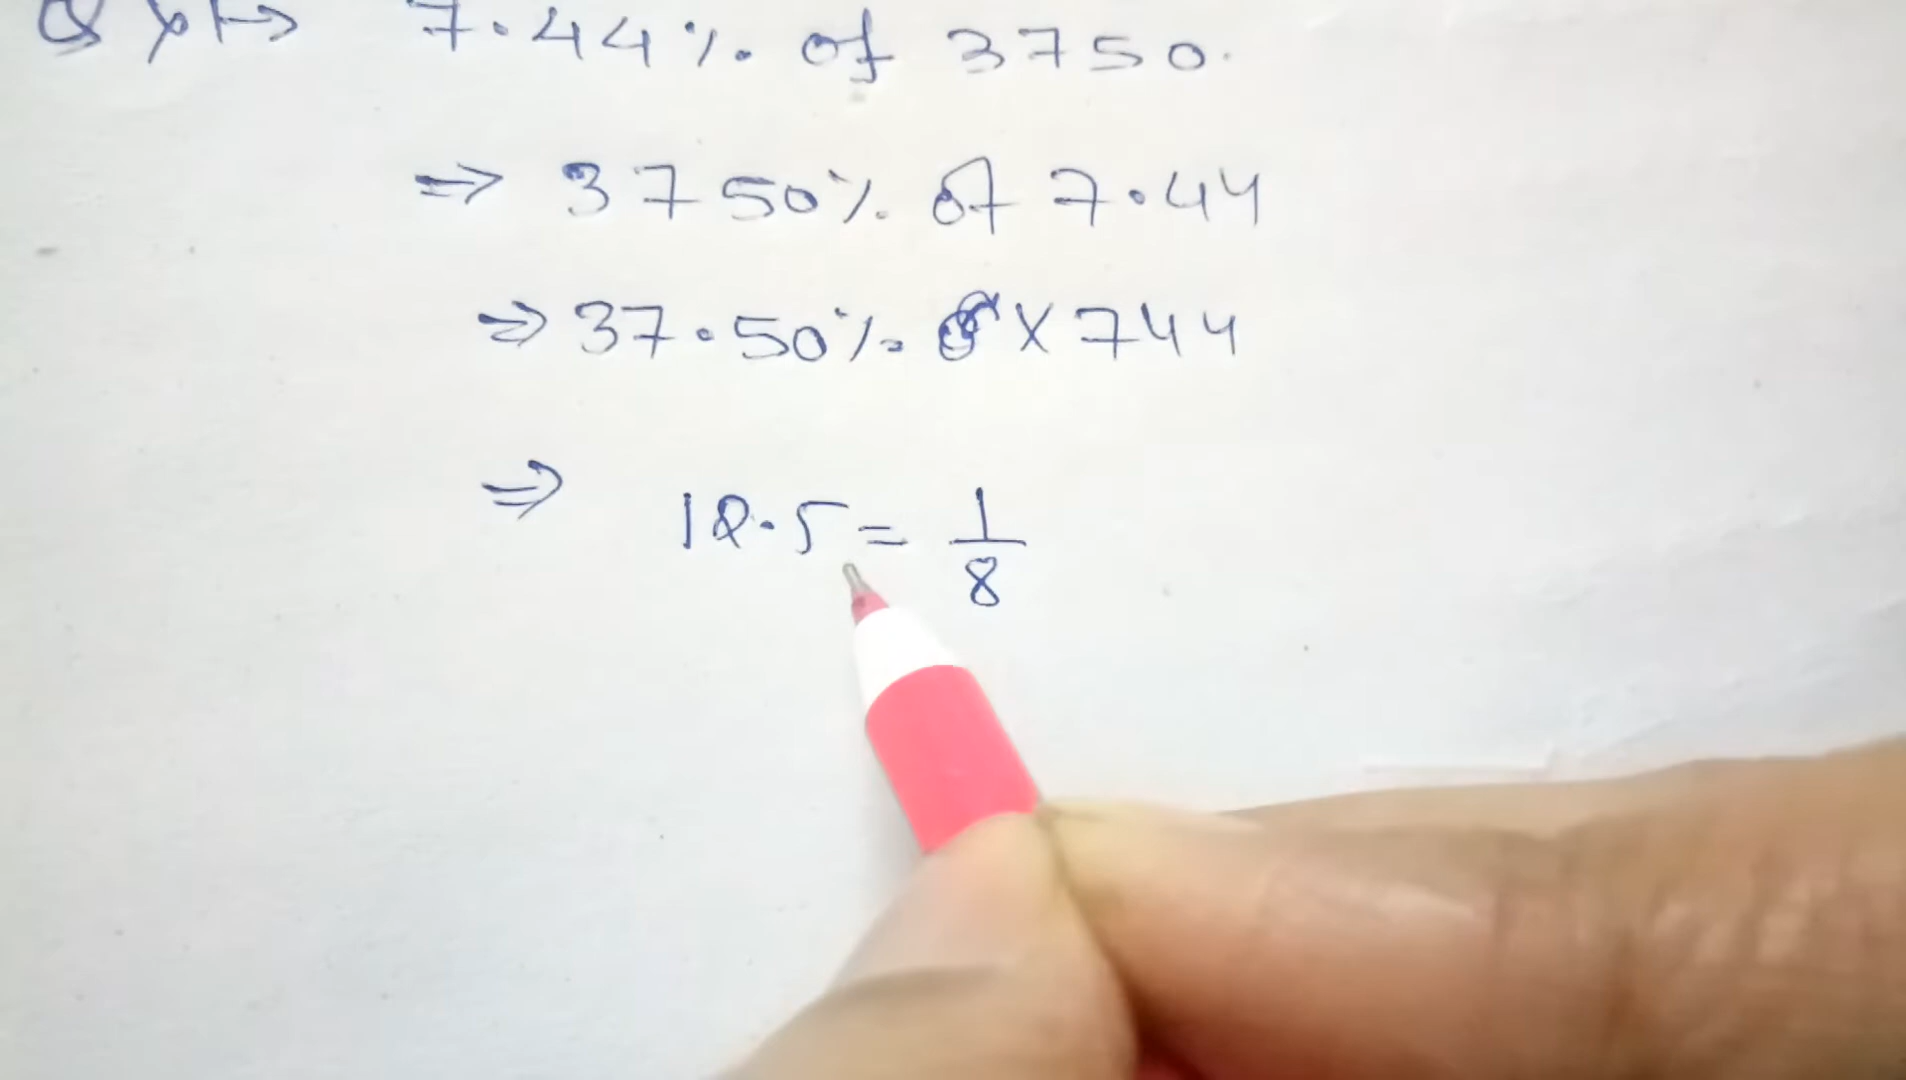 7.44% of 3750.
⇒ 3750% of 7.44
⇒ 37.50% × 744
⇒ 12.5 = 1/8